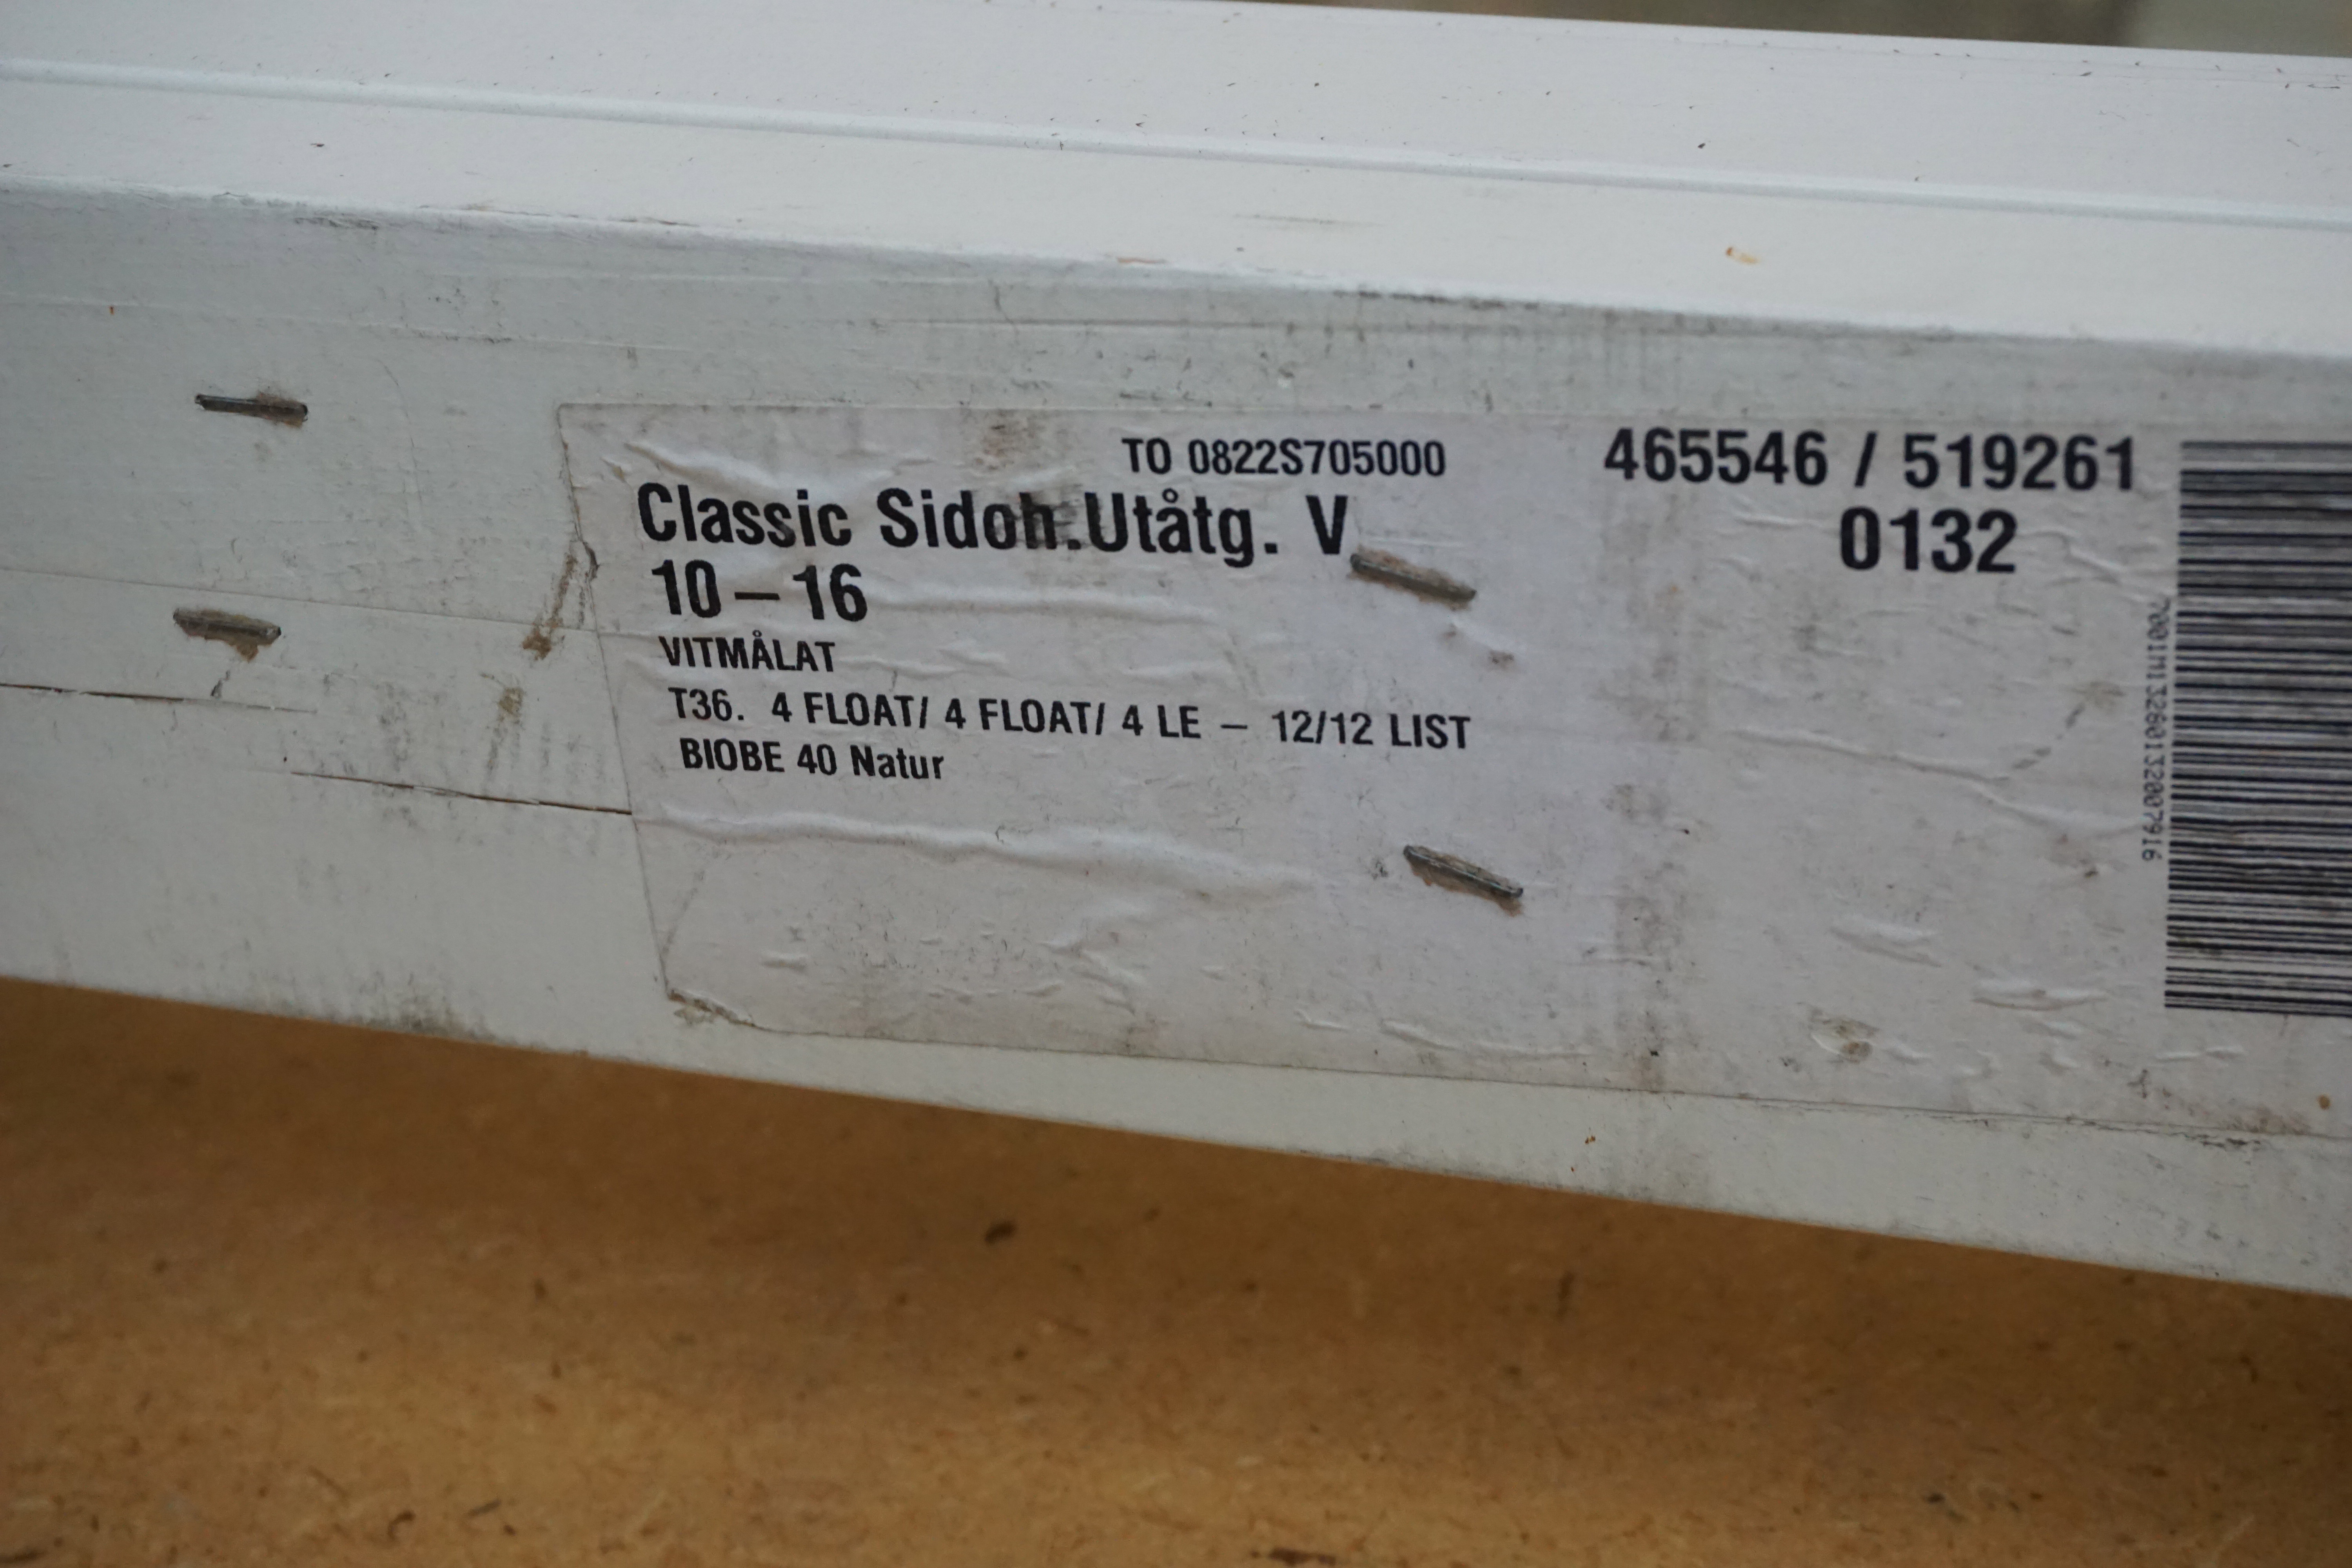 TO 0822S705000
Classic Sidoh.Utåtg. V
10 – 16
VITMÅLAT
T36. 4 FLOAT/ 4 FLOAT/ 4 LE – 12/12 LIST
BIOBE 40 Natur
465546 / 519261
0132